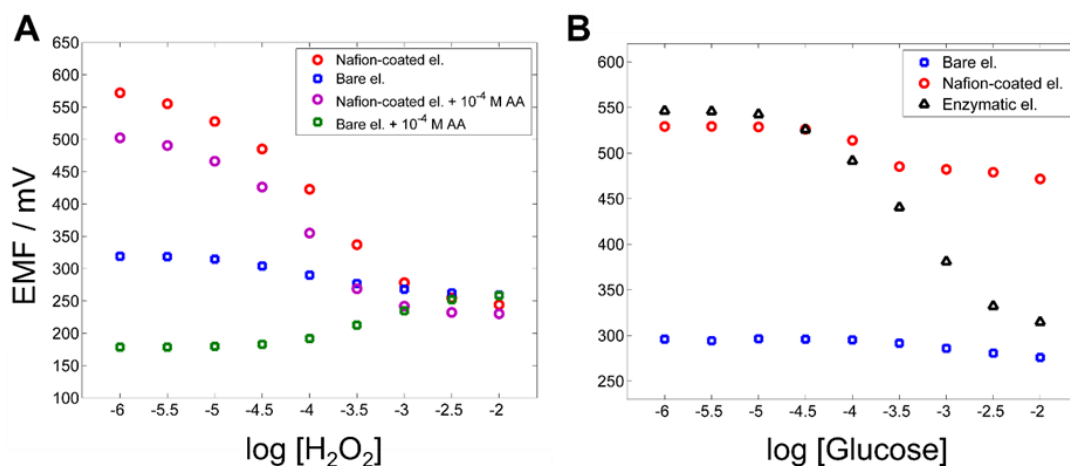 A
650
600
550
500
450
400
350
300
250
200
150
100
EMF / mV
Nafion-coated el.
Bare el.
Nafion-coated el. + 10⁻⁴ M AA
Bare el. + 10⁻⁴ M AA
-6 -5.5 -5 -4.5 -4 -3.5 -3 -2.5 -2
log [H₂O₂]
B
600
550
500
450
400
350
300
250
Bare el.
Nafion-coated el.
Enzymatic el.
-6 -5.5 -5 -4.5 -4 -3.5 -3 -2.5 -2
log [Glucose]